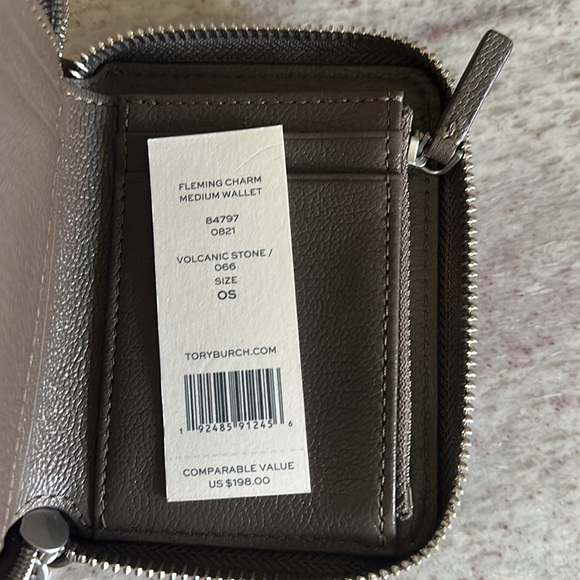 FLEMING CHARM
MEDIUM WALLET
84797
0821
VOLCANIC STONE /
066
SIZE
OS
TORYBURCH.COM
1 92485 91245 6
COMPARABLE VALUE
US $198.00